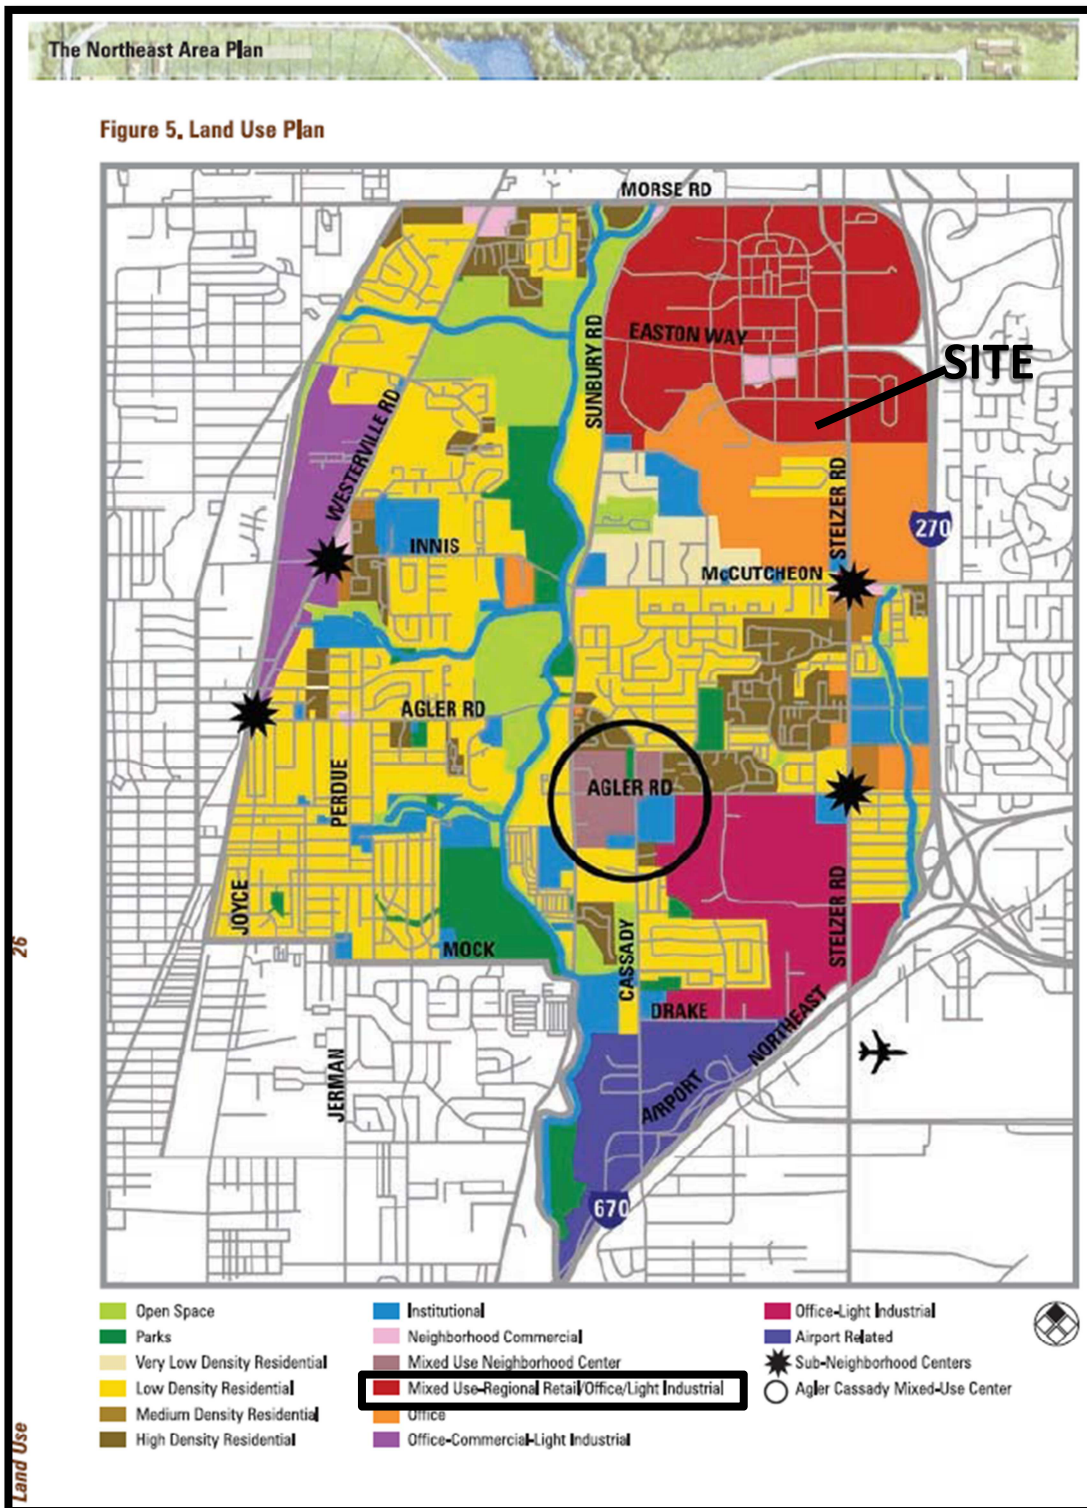 The Northeast Area Plan
Figure 5. Land Use Plan
MORSE RD
SUNBURY RD
EASTON WAY
SITE
WESTERVILLE RD
STELZER RD
270
INNIS
McCUTCHEON
AGLER RD
PERDUE
AGLER RD
JOYCE
STELZER RD
MOCK
CASSADY
DRAKE
NORTHEAST
JERMAN
AIRPORT
670
Open Space
Parks
Very Low Density Residential
Low Density Residential
Medium Density Residential
High Density Residential
Institutional
Neighborhood Commercial
Mixed Use Neighborhood Center
Mixed Use-Regional Retail/Office/Light Industrial
Office
Office-Commercial-Light Industrial
Office-Light Industrial
Airport Related
Sub-Neighborhood Centers
Agler Cassady Mixed-Use Center
26
Land Use